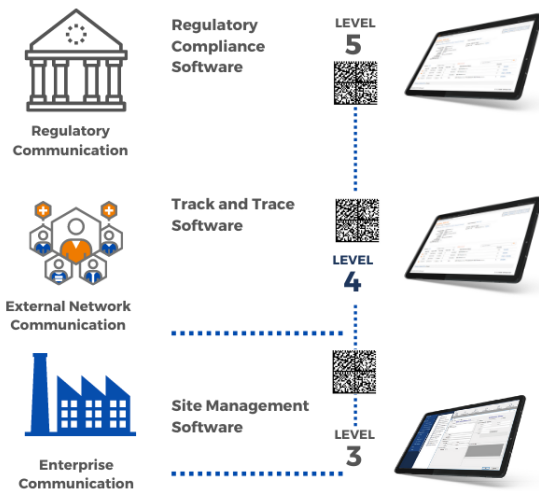 Regulatory
Compliance
Software
LEVEL
5
Regulatory
Communication
Track and Trace
Software
LEVEL
4
External Network
Communication
Site Management
Software
LEVEL
3
Enterprise
Communication